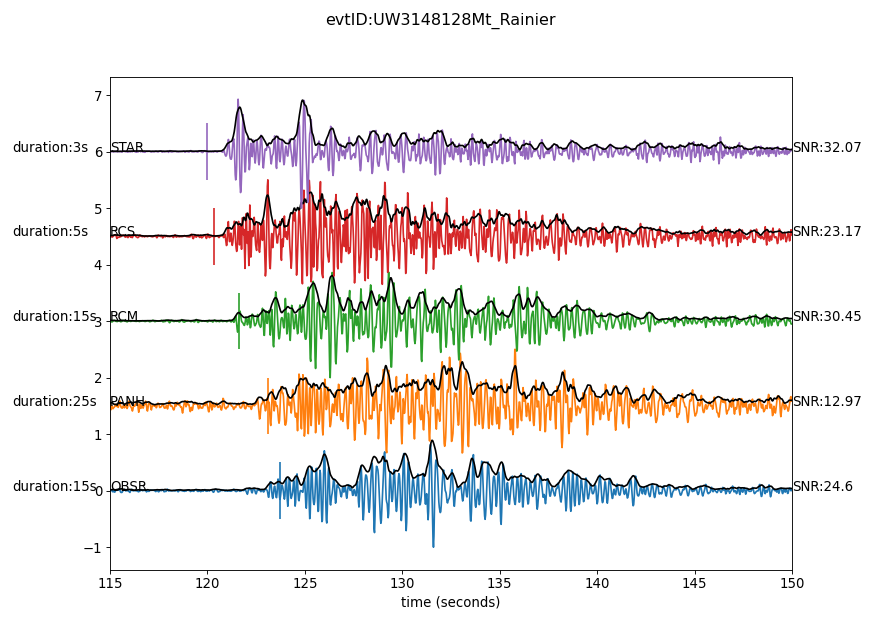 evtID:UW3148128Mt_Rainier
7
duration:3s STAR 6 SNR:32.07
5
duration:5s RCS SNR:23.17
4
duration:15s RCM 3 SNR:30.45
2
duration:25s PANH SNR:12.97
1
duration:15s OBSR 0 SNR:24.6
−1
115 120 125 130 135 140 145 150
time (seconds)